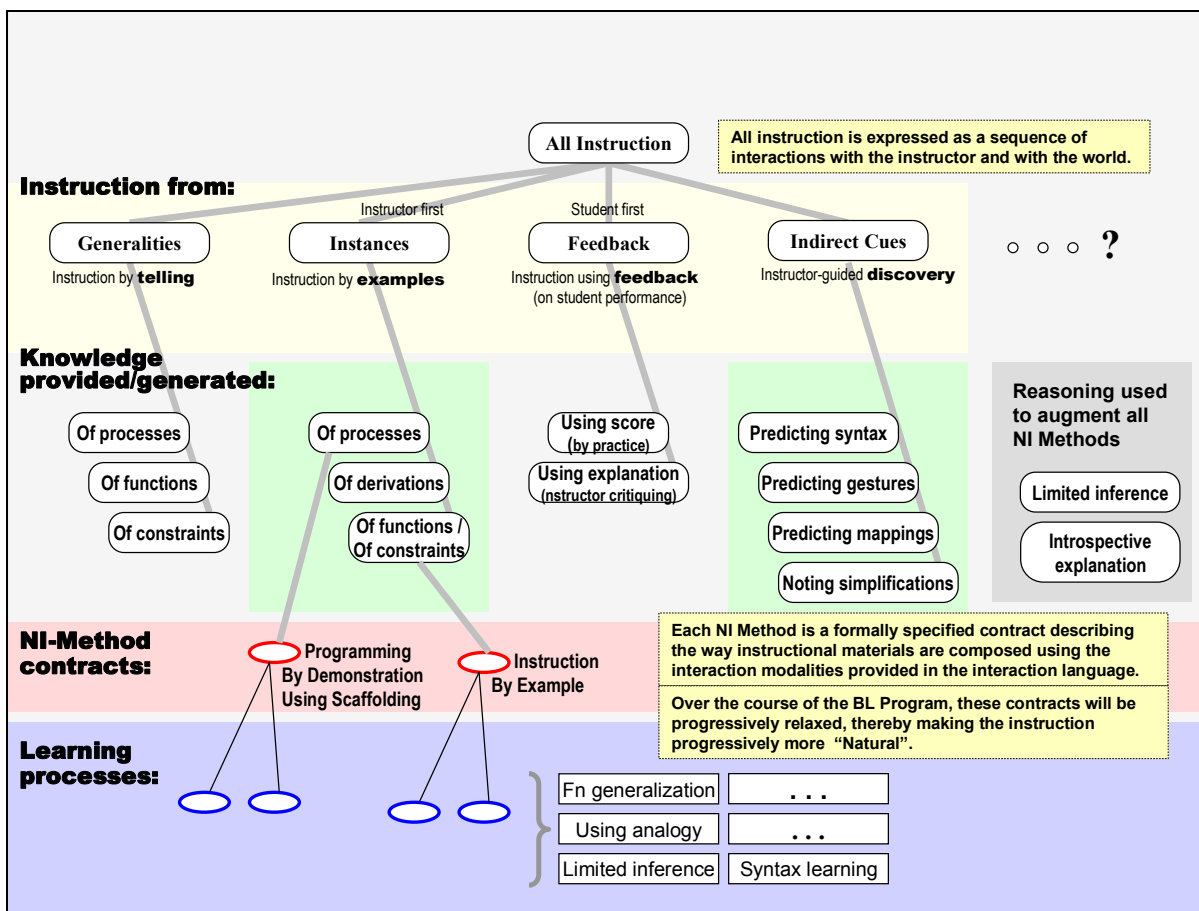 All Instruction
All instruction is expressed as a sequence of
interactions with the instructor and with the world.
Instruction from:
Instructor first
Student first
Generalities
Instances
Feedback
Indirect Cues
○ ○ ○ ?
Instruction by telling
Instruction by examples
Instruction using feedback
(on student performance)
Instructor-guided discovery
Knowledge
provided/generated:
Of processes
Of functions
Of constraints
Of processes
Of derivations
Of functions /
Of constraints
Using score
(by practice)
Using explanation
(nstructor critiquing)
Predicting syntax
Predicting gestures
Predicting mappings
Noting simplifications
Reasoning used
to augment all
NI Methods
Limited inference
Introspective
explanation
NI-Method
contracts:
Programming
By Demonstration
Using Scaffolding
Instruction
By Example
Each NI Method is a formally specified contract describing
the way instructional materials are composed using the
interaction modalities provided in the interaction language.
Over the course of the BL Program, these contracts will be
progressively relaxed, thereby making the instruction
progressively more “Natural”.
Learning
processes:
Fn generalization
. . .
Using analogy
. . .
Limited inference
Syntax learning